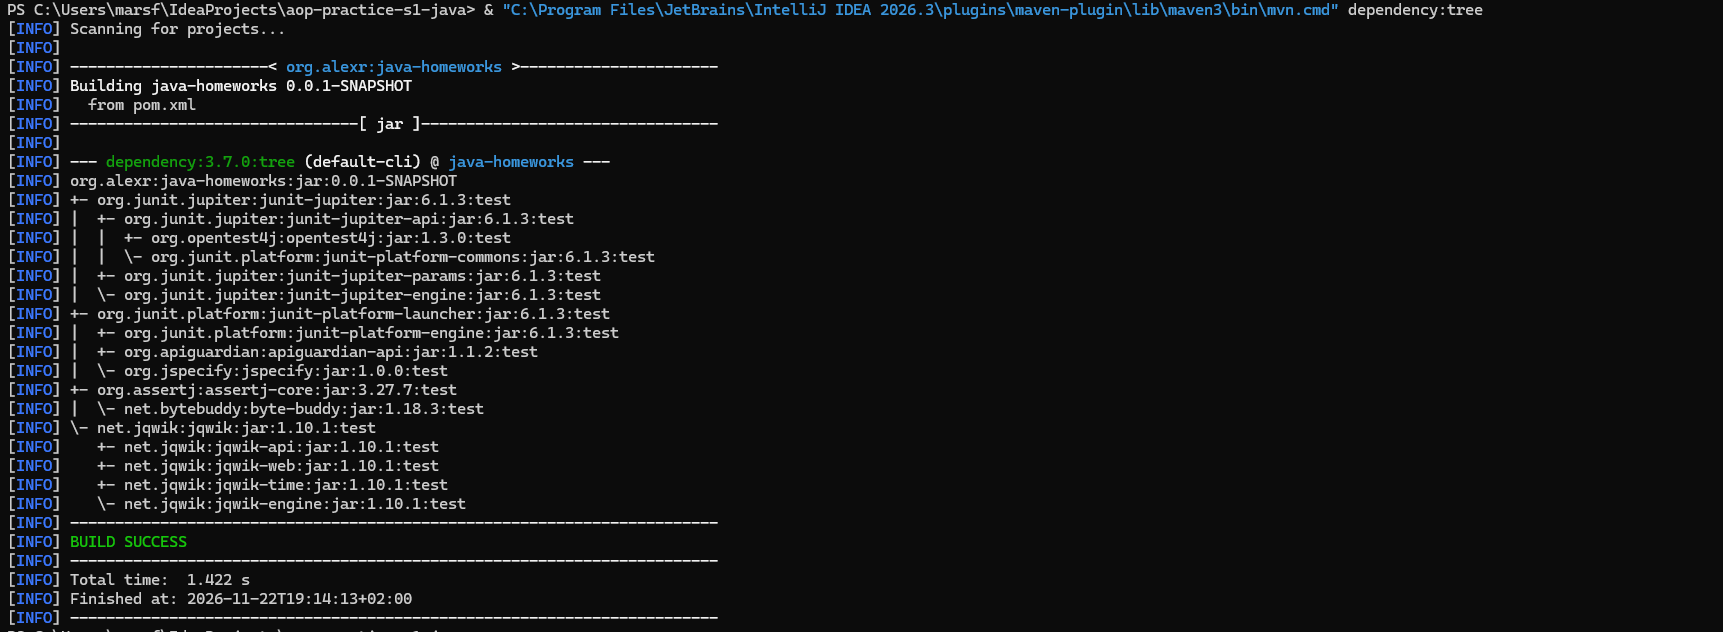 PS C:\Users\marsf\IdeaProjects\aop-practice-s1-java> & "C:\Program Files\JetBrains\IntelliJ IDEA 2026.3\plugins\maven-plugin\lib\maven3\bin\mvn.cmd" dependency:tree
[INFO] Scanning for projects...
[INFO]
[INFO] ----------------------< org.alexr:java-homeworks >----------------------
[INFO] Building java-homeworks 0.0.1-SNAPSHOT
[INFO]   from pom.xml
[INFO] --------------------------------[ jar ]---------------------------------
[INFO]
[INFO] --- dependency:3.7.0:tree (default-cli) @ java-homeworks ---
[INFO] org.alexr:java-homeworks:jar:0.0.1-SNAPSHOT
[INFO] +- org.junit.jupiter:junit-jupiter:jar:6.1.3:test
[INFO] |  +- org.junit.jupiter:junit-jupiter-api:jar:6.1.3:test
[INFO] |  |  +- org.opentest4j:opentest4j:jar:1.3.0:test
[INFO] |  |  \- org.junit.platform:junit-platform-commons:jar:6.1.3:test
[INFO] |  +- org.junit.jupiter:junit-jupiter-params:jar:6.1.3:test
[INFO] |  \- org.junit.jupiter:junit-jupiter-engine:jar:6.1.3:test
[INFO] +- org.junit.platform:junit-platform-launcher:jar:6.1.3:test
[INFO] |  +- org.junit.platform:junit-platform-engine:jar:6.1.3:test
[INFO] |  +- org.apiguardian:apiguardian-api:jar:1.1.2:test
[INFO] |  \- org.jspecify:jspecify:jar:1.0.0:test
[INFO] +- org.assertj:assertj-core:jar:3.27.7:test
[INFO] |  \- net.bytebuddy:byte-buddy:jar:1.18.3:test
[INFO] \- net.jqwik:jqwik:jar:1.10.1:test
[INFO]    +- net.jqwik:jqwik-api:jar:1.10.1:test
[INFO]    +- net.jqwik:jqwik-web:jar:1.10.1:test
[INFO]    +- net.jqwik:jqwik-time:jar:1.10.1:test
[INFO]    \- net.jqwik:jqwik-engine:jar:1.10.1:test
[INFO] ------------------------------------------------------------------------
[INFO] BUILD SUCCESS
[INFO] ------------------------------------------------------------------------
[INFO] Total time:  1.422 s
[INFO] Finished at: 2026-11-22T19:14:13+02:00
[INFO] ------------------------------------------------------------------------